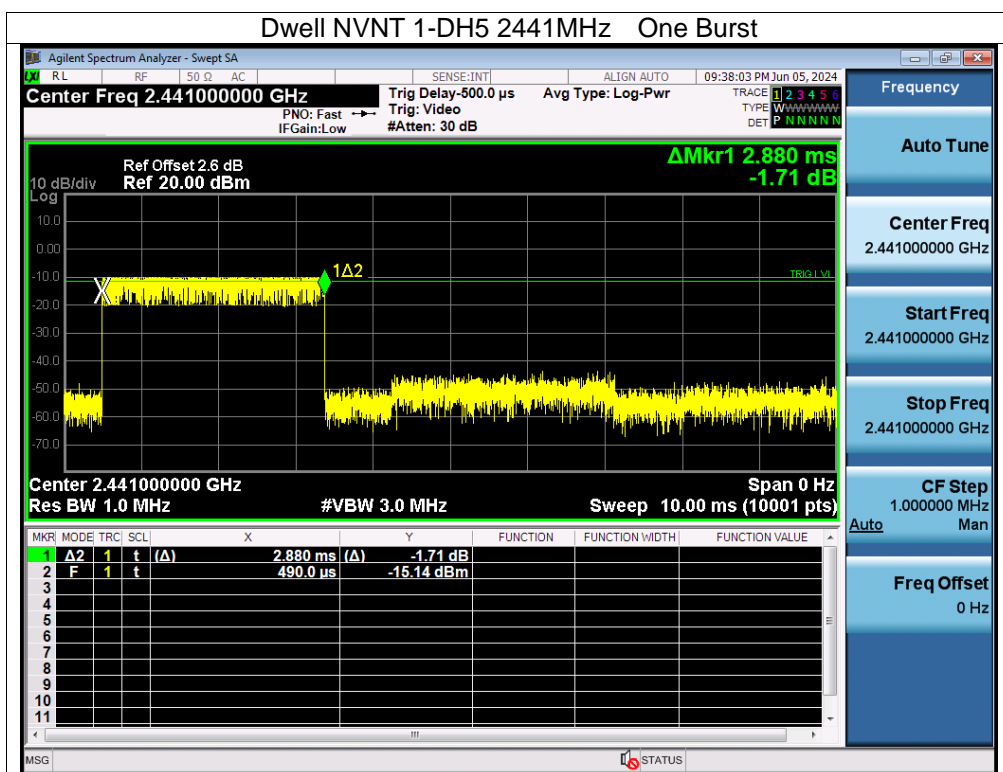 Dwell NVNT 1-DH5 2441MHz One Burst
Agilent Spectrum Analyzer - Swept SA
LXI RL RF 50 Ω AC SENSE:INT ALIGN AUTO 09:38:03 PM Jun 05, 2024
Center Freq 2.441000000 GHz
PNO: Fast
IFGain:Low
Trig Delay-500.0 µs
Trig: Video
#Atten: 30 dB
Avg Type: Log-Pwr
TRACE 1 2 3 4 5 6
TYPE WWWWWW
DET P N N N N N
Frequency
Auto Tune
Center Freq
2.441000000 GHz
Start Freq
2.441000000 GHz
Stop Freq
2.441000000 GHz
CF Step
1.000000 MHz
Auto Man
Freq Offset
0 Hz
ΔMkr1 2.880 ms
-1.71 dB
Ref Offset 2.6 dB
10 dB/div Ref 20.00 dBm
Log
10.0
0.00
-10.0
-20.0
-30.0
-40.0
-50.0
-60.0
-70.0
1Δ2
TRIG LVL
Center 2.441000000 GHz Span 0 Hz
Res BW 1.0 MHz #VBW 3.0 MHz Sweep 10.00 ms (10001 pts)
MKR MODE TRC SCL X Y FUNCTION FUNCTION WIDTH FUNCTION VALUE
1 Δ2 1 t (Δ) 2.880 ms (Δ) -1.71 dB
2 F 1 t 490.0 µs -15.14 dBm
3
4
5
6
7
8
9
10
11
MSG STATUS